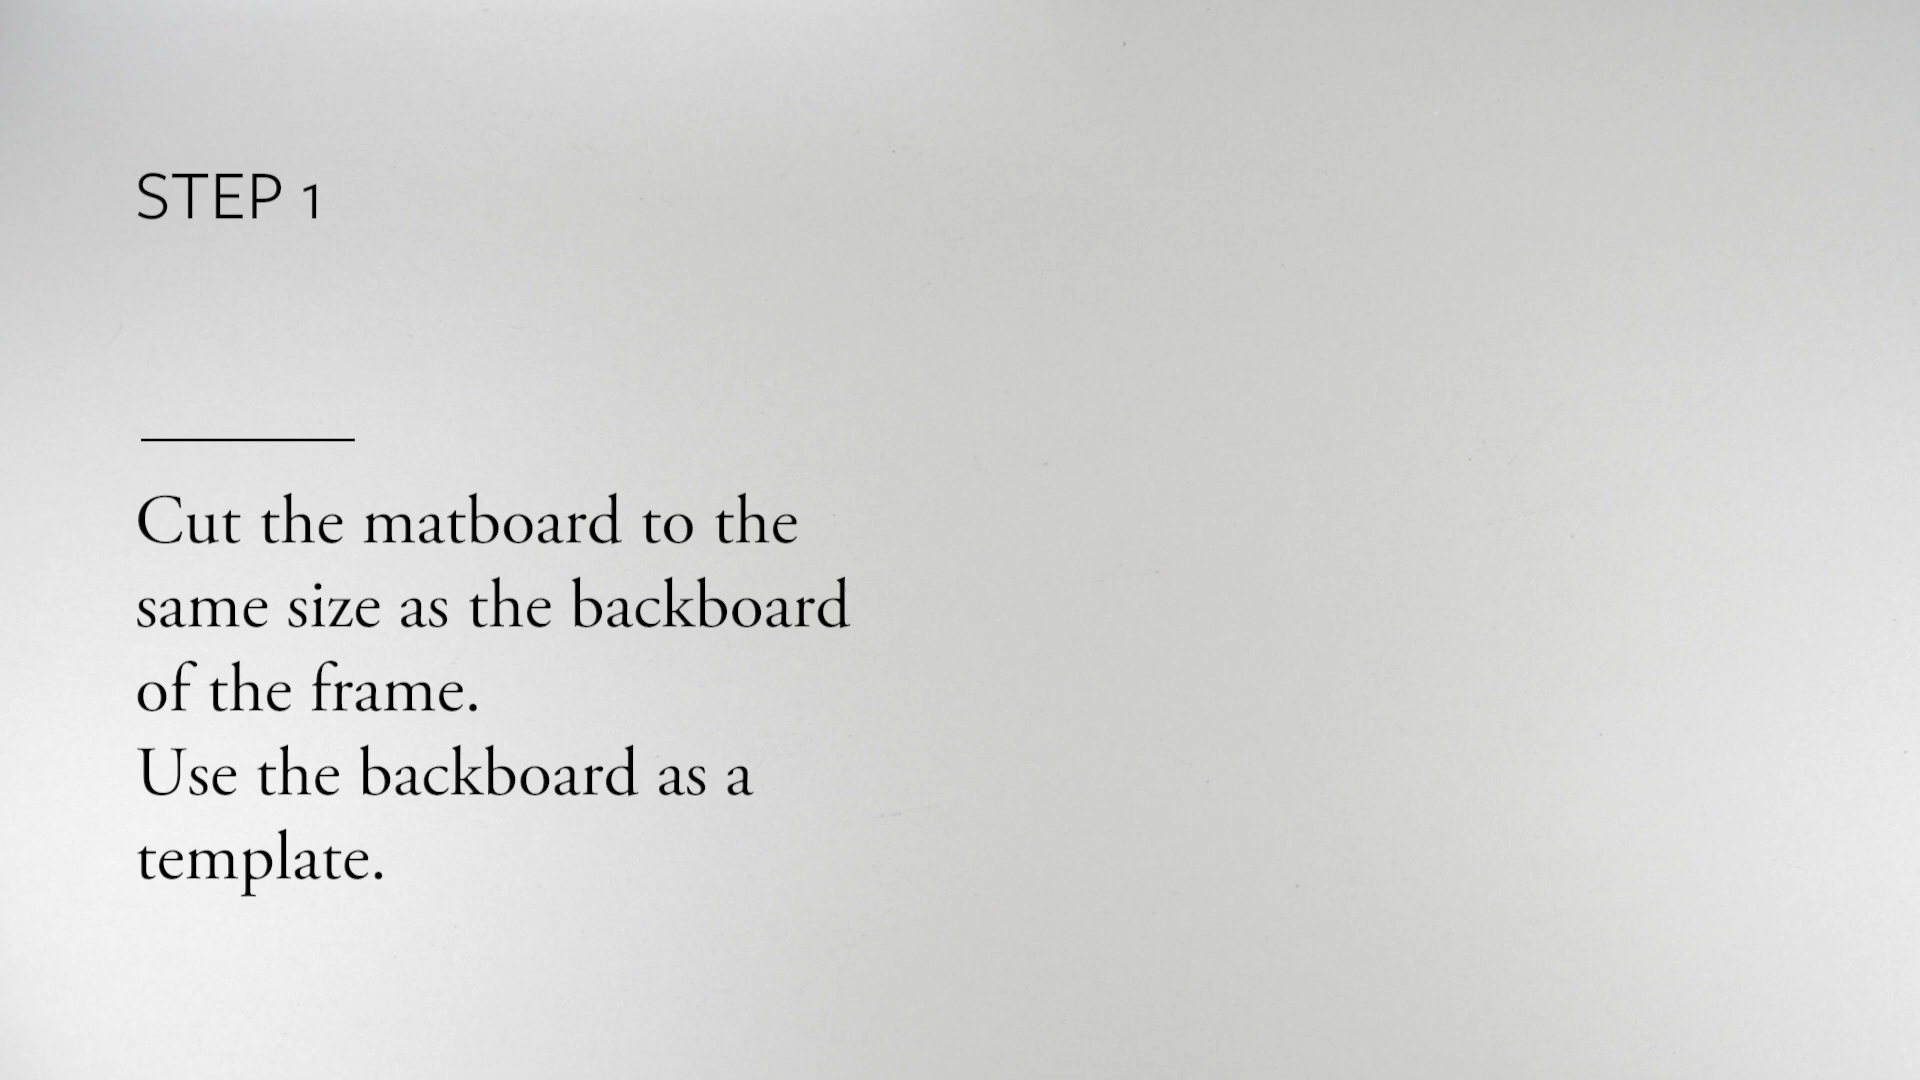 STEP 1
Cut the matboard to the
same size as the backboard
of the frame.
Use the backboard as a
template.